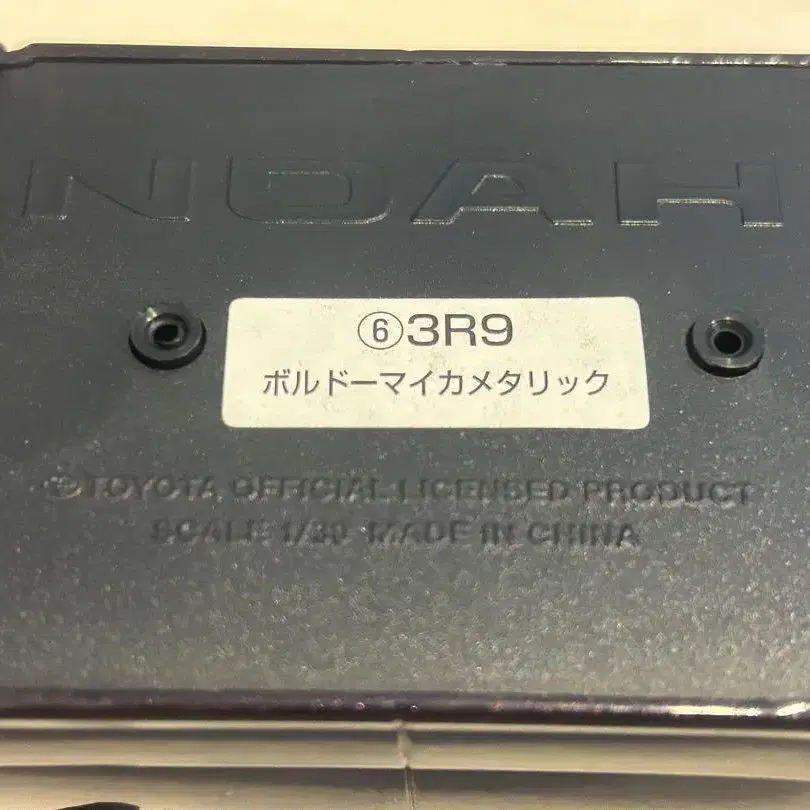 NOAH
⑥3R9
ボルドーマイカメタリック
TOYOTA OFFICIAL LICENSED PRODUCT
SCALE 1/30 MADE IN CHINA